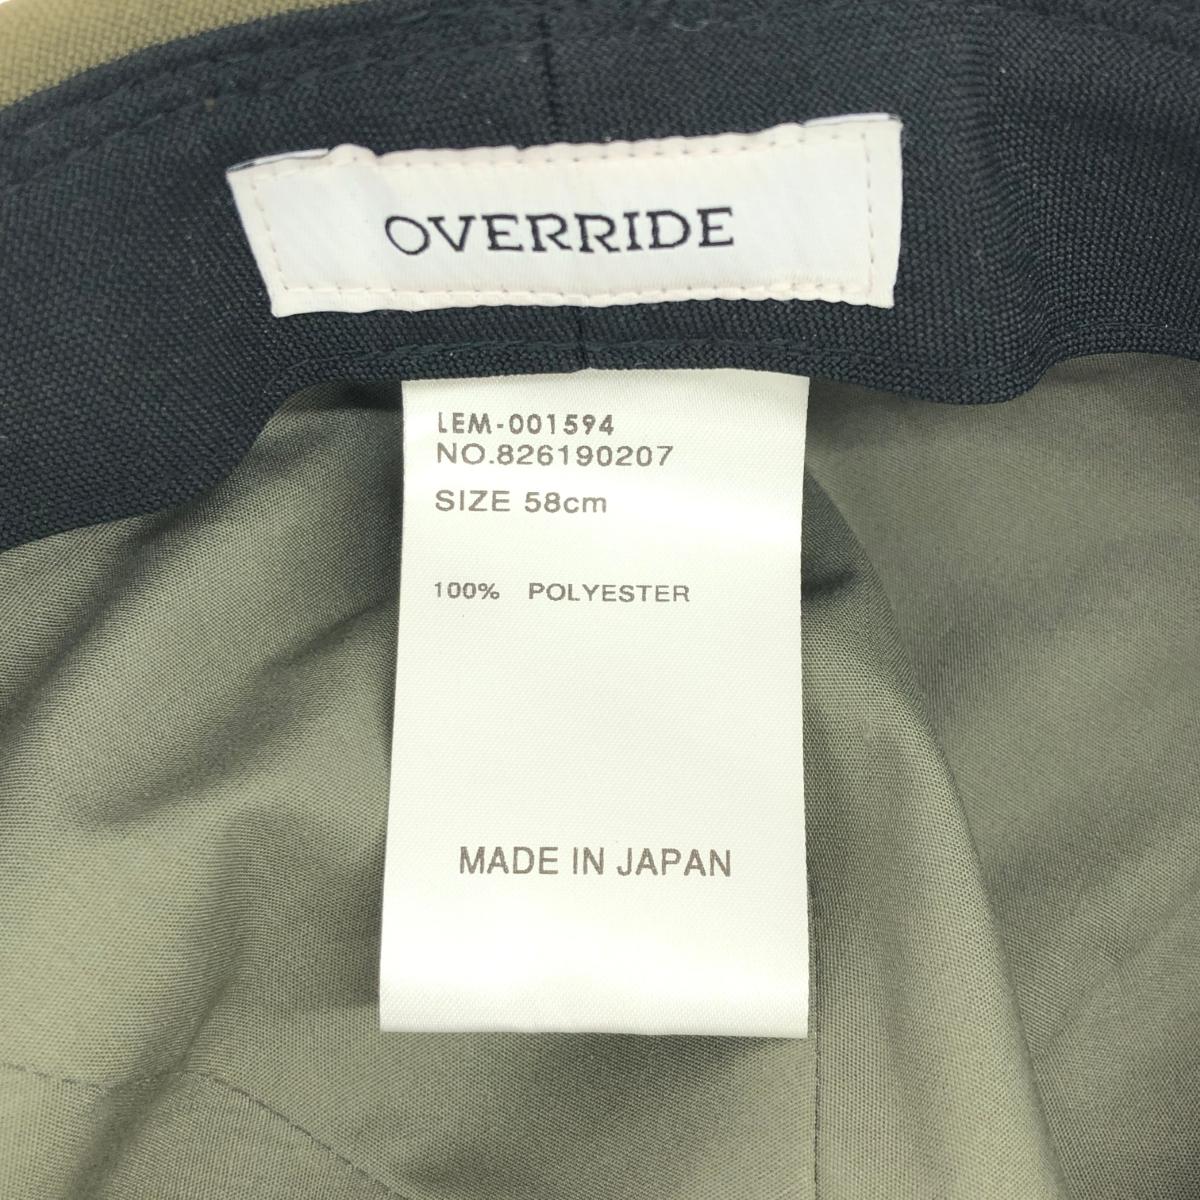 OVERRIDE
LEM-001594
NO.826190207
SIZE 58cm
100% POLYESTER
MADE IN JAPAN